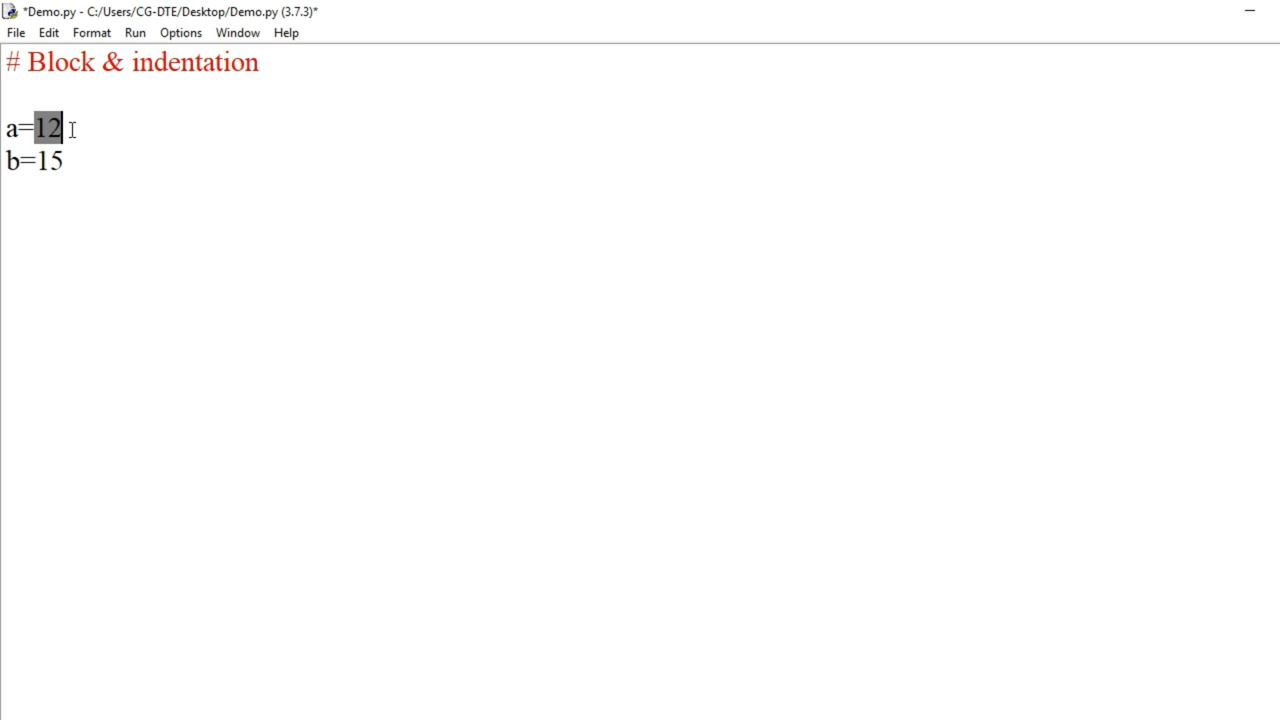 *Demo.py - C:/Users/CG-DTE/Desktop/Demo.py (3.7.3)*
File Edit Format Run Options Window Help
# Block & indentation
a=12
b=15